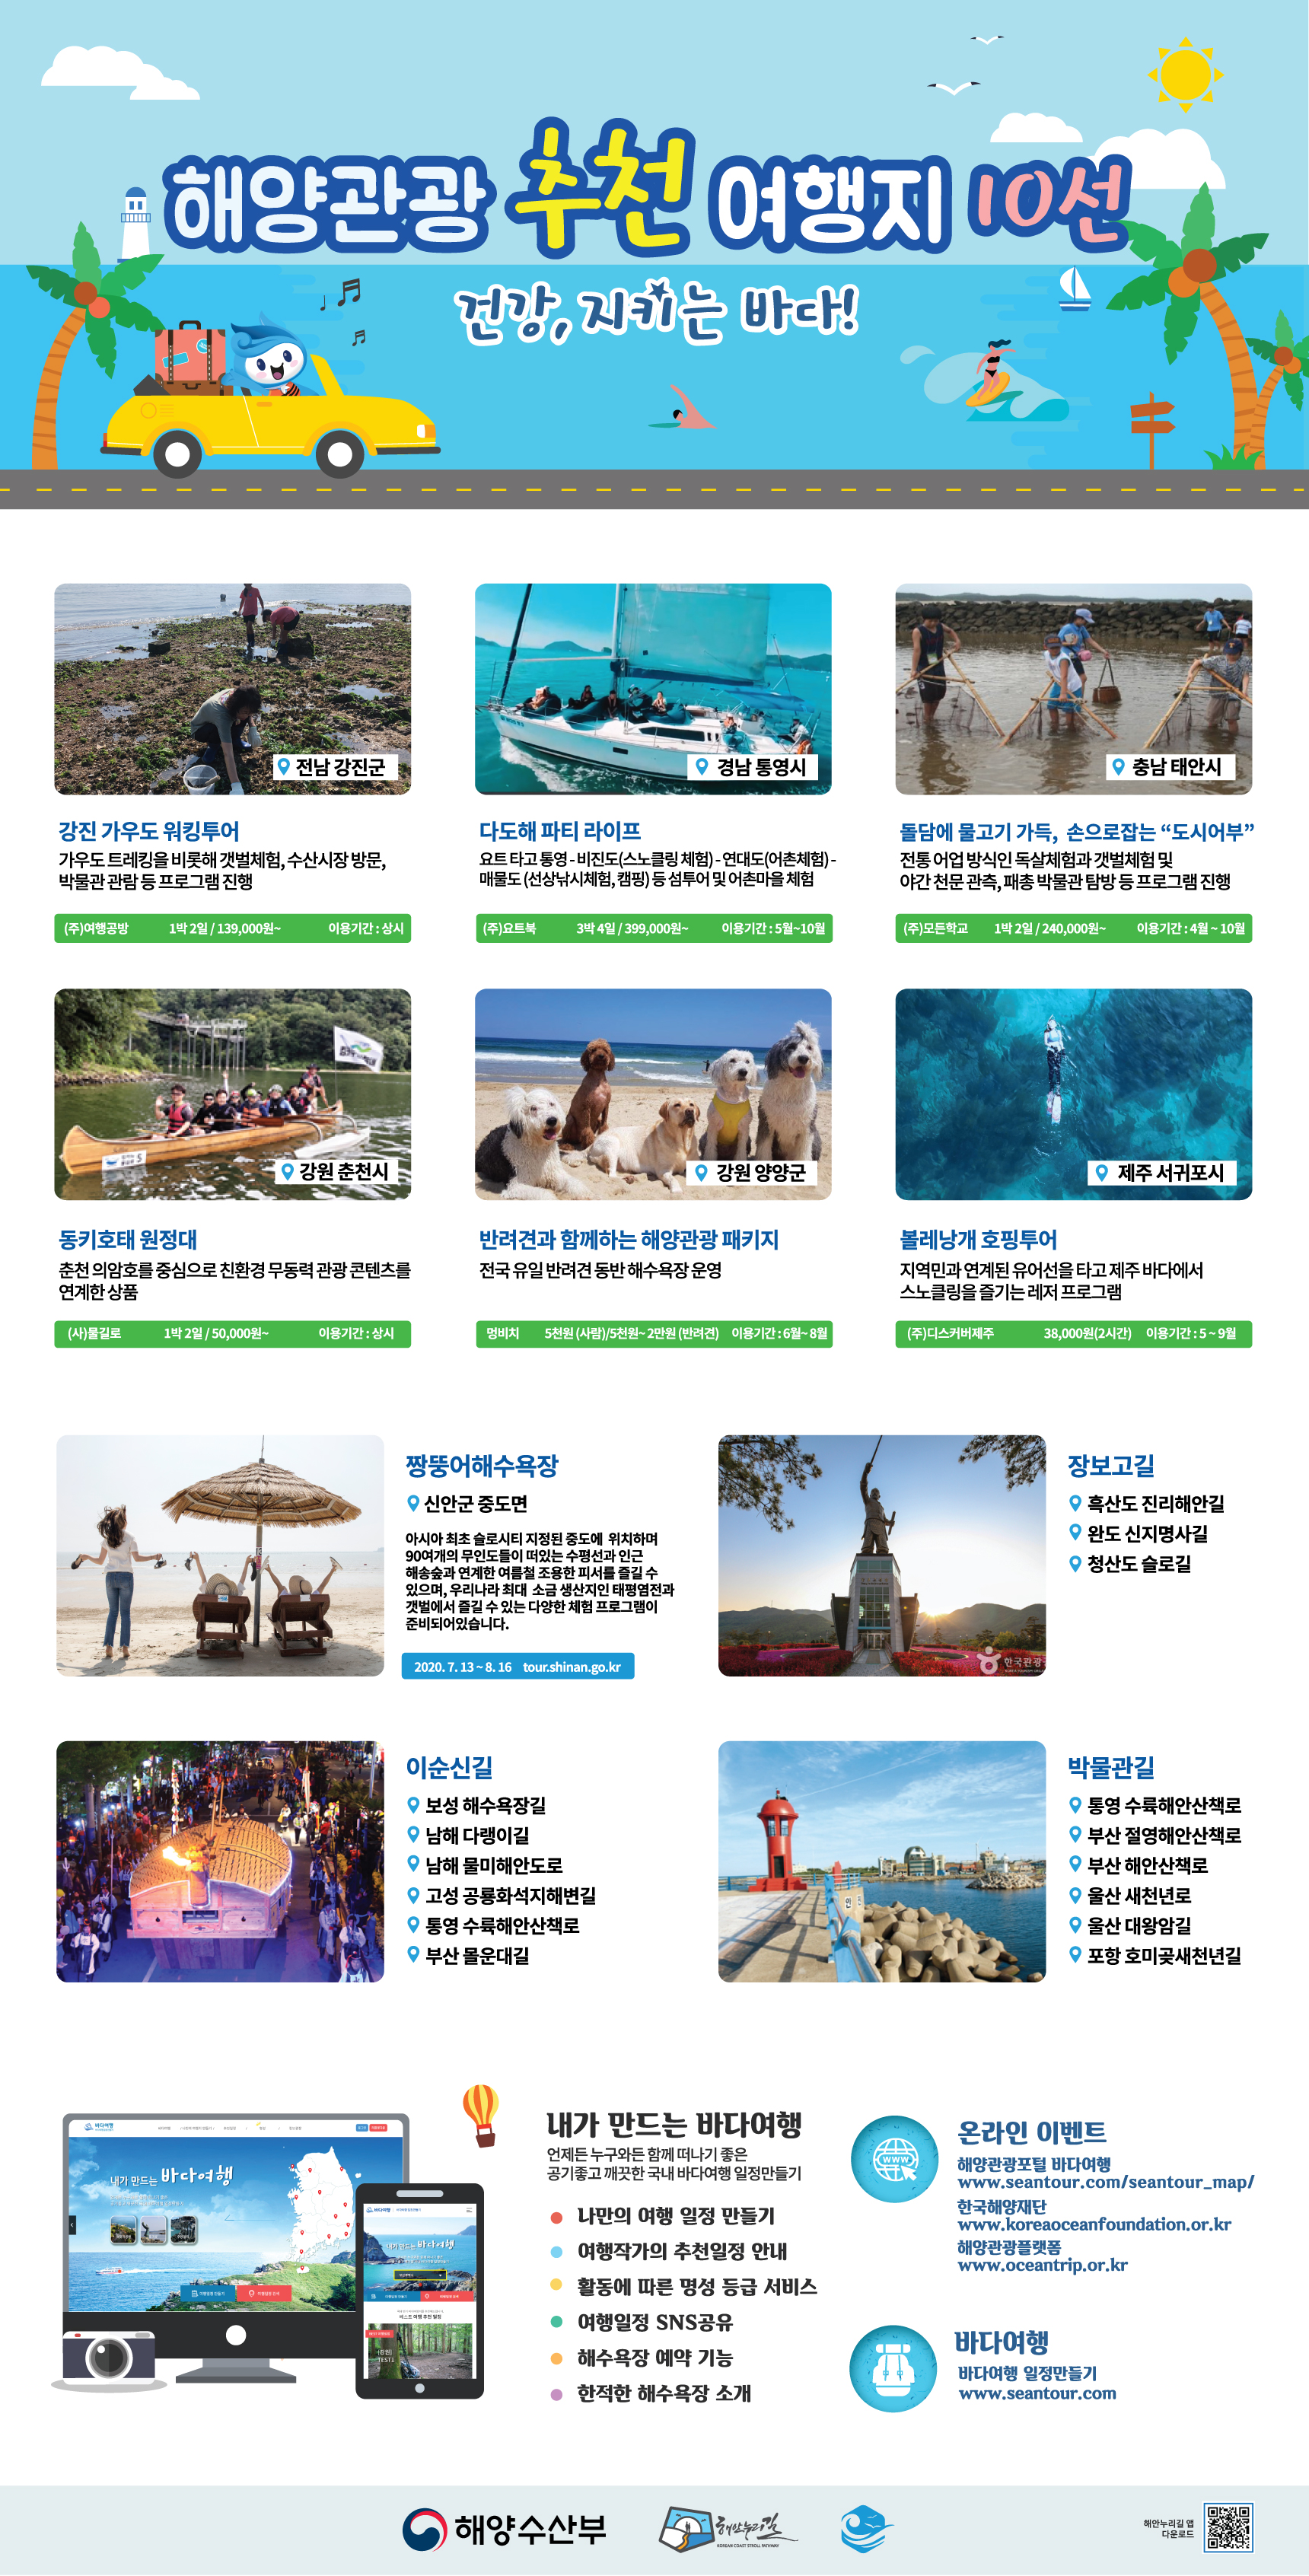 해양관광 추천 여행지 10선
건강, 지키는 바다!
전남 강진군
강진 가우도 워킹투어
가우도 트레킹을 비롯해 갯벌체험, 수산시장 방문,
박물관 관람 등 프로그램 진행
(주)여행공방 1박 2일 / 139,000원~ 이용기간 : 상시
경남 통영시
다도해 파티 라이프
요트 타고 통영 - 비진도(스노클링 체험) - 연대도(어촌체험) -
매물도 (선상낚시체험, 캠핑) 등 섬투어 및 어촌마을 체험
(주)요트북 3박 4일 / 399,000원~ 이용기간 : 5월~10월
충남 태안시
돌담에 물고기 가득, 손으로잡는 “도시어부”
전통 어업 방식인 독살체험과 갯벌체험 및
야간 천문 관측, 패총 박물관 탐방 등 프로그램 진행
(주)모든학교 1박 2일 / 240,000원~ 이용기간 : 4월 ~ 10월
강원 춘천시
동키호태 원정대
춘천 의암호를 중심으로 친환경 무동력 관광 콘텐츠를
연계한 상품
(사)물길로 1박 2일 / 50,000원~ 이용기간 : 상시
강원 양양군
반려견과 함께하는 해양관광 패키지
전국 유일 반려견 동반 해수욕장 운영
멍비치 5천원 (사람)/5천원~ 2만원 (반려견) 이용기간 : 6월~ 8월
제주 서귀포시
볼레낭개 호핑투어
지역민과 연계된 유어선을 타고 제주 바다에서
스노클링을 즐기는 레저 프로그램
(주)디스커버제주 38,000원(2시간) 이용기간 : 5 ~ 9월
짱뚱어해수욕장
신안군 중도면
아시아 최초 슬로시티 지정된 중도에 위치하며
90여개의 무인도들이 떠있는 수평선과 인근
해송숲과 연계한 여름철 조용한 피서를 즐길 수
있으며, 우리나라 최대 소금 생산지인 태평염전과
갯벌에서 즐길 수 있는 다양한 체험 프로그램이
준비되어있습니다.
2020. 7. 13 ~ 8. 16 tour.shinan.go.kr
한국관광공
장보고길
흑산도 진리해안길
완도 신지명사길
청산도 슬로길
이순신길
보성 해수욕장길
남해 다랭이길
남해 물미해안도로
고성 공룡화석지해변길
통영 수륙해안산책로
부산 몰운대길
박물관길
통영 수륙해안산책로
부산 절영해안산책로
부산 해안산책로
울산 새천년로
울산 대왕암길
포항 호미곶새천년길
바다여행
내가 만드는 바다여행
바다여행
내가 만드는 바다여행
내가 만드는 바다여행
언제든 누구와든 함께 떠나기 좋은
공기좋고 깨끗한 국내 바다여행 일정만들기
나만의 여행 일정 만들기
여행작가의 추천일정 안내
활동에 따른 명성 등급 서비스
여행일정 SNS공유
해수욕장 예약 기능
한적한 해수욕장 소개
www
온라인 이벤트
해양관광포털 바다여행
www.seantour.com/seantour_map/
한국해양재단
www.koreaoceanfoundation.or.kr
해양관광플랫폼
www.oceantrip.or.kr
바다여행
바다여행 일정만들기
www.seantour.com
해양수산부
해안누리길
KOREAN COAST STROLL PATHWAY
해안누리길 앱
다운로드